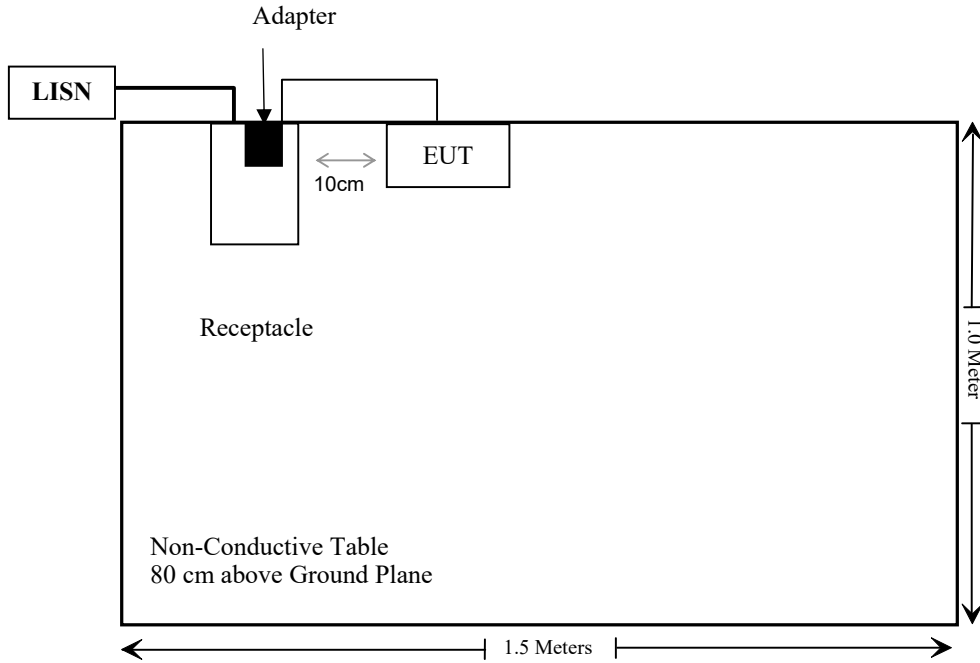 Adapter
LISN
EUT
10cm
Receptacle
1.0 Meter
Non-Conductive Table
80 cm above Ground Plane
1.5 Meters